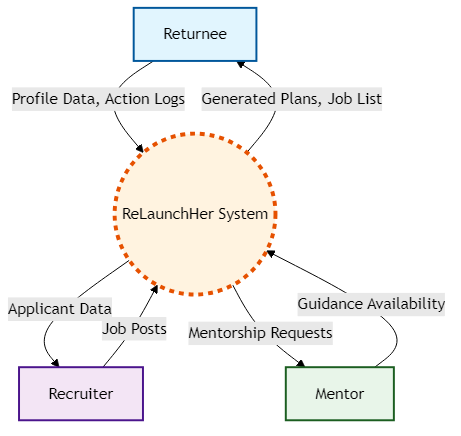 Returnee
Profile Data, Action Logs
Generated Plans, Job List
ReLaunchHer System
Applicant Data
Job Posts
Mentorship Requests
Guidance Availability
Recruiter
Mentor